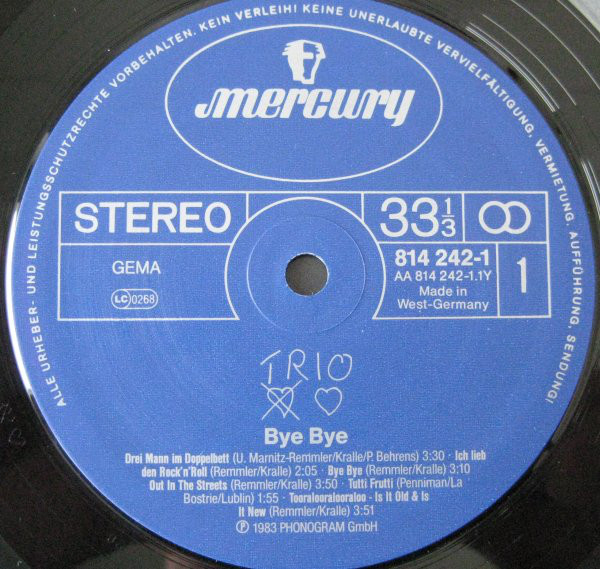 ALLE URHEBER- UND LEISTUNGSSCHUTZRECHTE VORBEHALTEN. KEIN VERLEIH! KEINE UNERLAUBTE VERVIELFÄLTIGUNG, VERMIETUNG, AUFFÜHRUNG, SENDUNG!
mercury
STEREO
33 1/3
GEMA
LC 0268
814 242-1
AA 814 242-1.1Y
Made in
West-Germany
1
TRIO
Bye Bye
Drei Mann im Doppelbett (U. Marnitz-Remmler/Kralle/P. Behrens) 3:30 · Ich lieb
den Rock'n'Roll (Remmler/Kralle) 2:05 · Bye Bye (Remmler/Kralle) 3:10
Out In The Streets (Remmler/Kralle) 3:50 · Tutti Frutti (Penniman/La
Bostrie/Lublin) 1:55 · Tooralooralooraloo - Is It Old & Is
It New (Remmler/Kralle) 3:51
Ⓟ 1983 PHONOGRAM GmbH